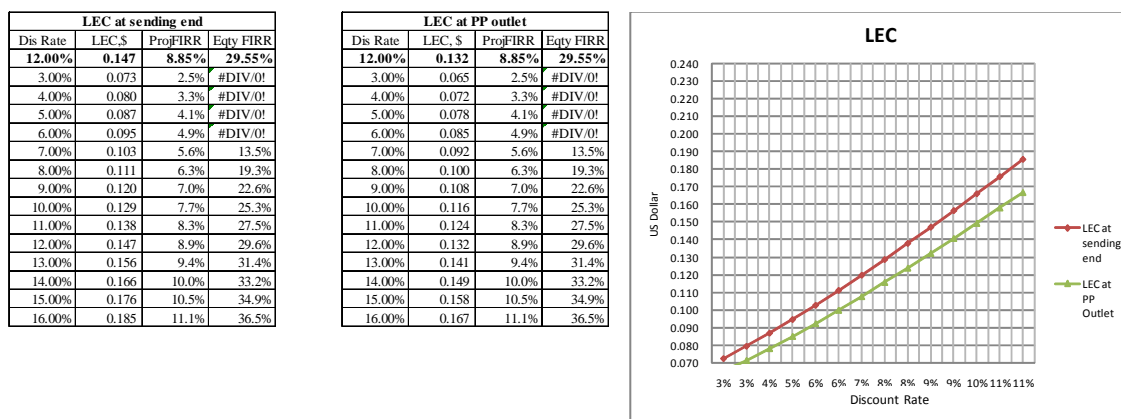 LEC at sending end
Dis Rate LEC,$ ProjFIRR Eqty FIRR
12.00% 0.147 8.85% 29.55%
3.00% 0.073 2.5% #DIV/0!
4.00% 0.080 3.3% #DIV/0!
5.00% 0.087 4.1% #DIV/0!
6.00% 0.095 4.9% #DIV/0!
7.00% 0.103 5.6% 13.5%
8.00% 0.111 6.3% 19.3%
9.00% 0.120 7.0% 22.6%
10.00% 0.129 7.7% 25.3%
11.00% 0.138 8.3% 27.5%
12.00% 0.147 8.9% 29.6%
13.00% 0.156 9.4% 31.4%
14.00% 0.166 10.0% 33.2%
15.00% 0.176 10.5% 34.9%
16.00% 0.185 11.1% 36.5%
LEC at PP outlet
Dis Rate LEC, $ ProjFIRR Eqty FIRR
12.00% 0.132 8.85% 29.55%
3.00% 0.065 2.5% #DIV/0!
4.00% 0.072 3.3% #DIV/0!
5.00% 0.078 4.1% #DIV/0!
6.00% 0.085 4.9% #DIV/0!
7.00% 0.092 5.6% 13.5%
8.00% 0.100 6.3% 19.3%
9.00% 0.108 7.0% 22.6%
10.00% 0.116 7.7% 25.3%
11.00% 0.124 8.3% 27.5%
12.00% 0.132 8.9% 29.6%
13.00% 0.141 9.4% 31.4%
14.00% 0.149 10.0% 33.2%
15.00% 0.158 10.5% 34.9%
16.00% 0.167 11.1% 36.5%
LEC
0.240
0.230
0.220
0.210
0.200
0.190
0.180
0.170
0.160
0.150
0.140
0.130
0.120
0.110
0.100
0.090
0.080
0.070
US Dollar
3% 3% 4% 5% 6% 6% 7% 8% 8% 9% 9% 10% 11% 11%
Discount Rate
LEC at
sending
end
LEC at
PP
Outlet